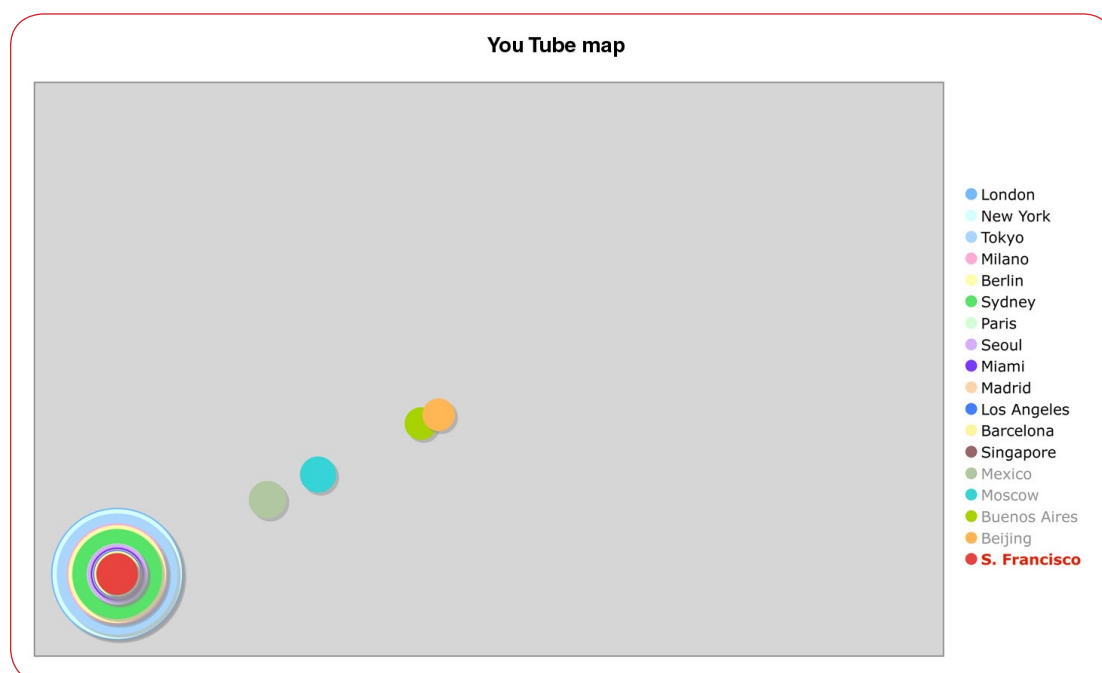 You Tube map
London
New York
Tokyo
Milano
Berlin
Sydney
Paris
Seoul
Miami
Madrid
Los Angeles
Barcelona
Singapore
Mexico
Moscow
Buenos Aires
Beijing
S. Francisco